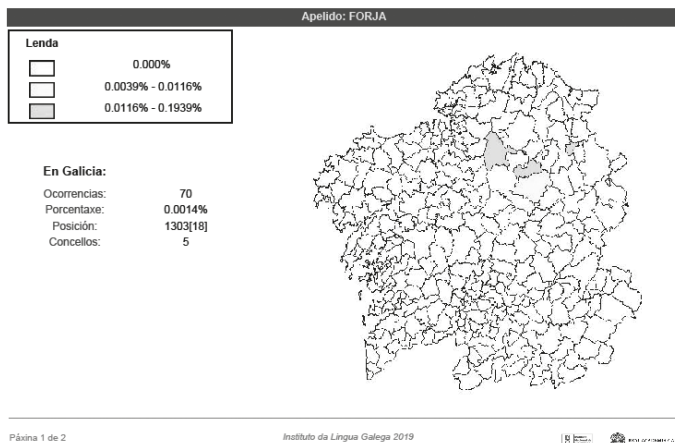 Apelido: FORJA
Lenda
0.000%
0.0039% - 0.0116%
0.0116% - 0.1939%
En Galicia:
Ocorrencias: 70
Porcentaxe: 0.0014%
Posición: 1303[18]
Concellos: 5
Páxina 1 de 2
Instituto da Lingua Galega 2019